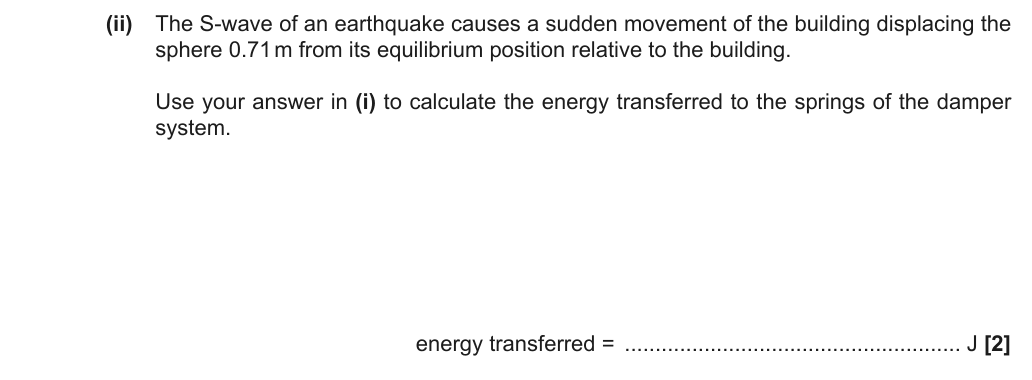 (ii) The S-wave of an earthquake causes a sudden movement of the building displacing the
sphere 0.71 m from its equilibrium position relative to the building.
Use your answer in (i) to calculate the energy transferred to the springs of the damper
system.
energy transferred = ...................................................... J [2]